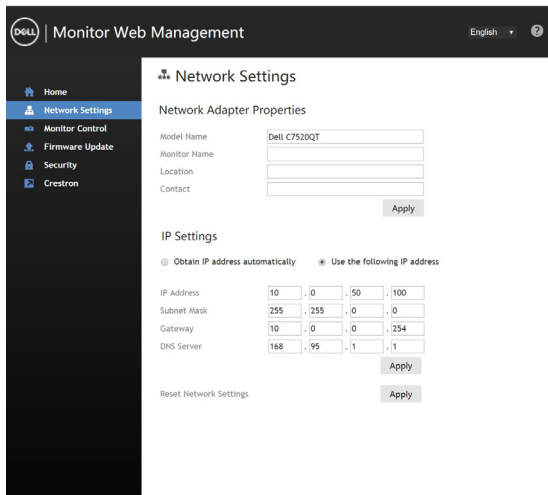 DELL | Monitor Web Management
English
?
Home
Network Settings
Monitor Control
Firmware Update
Security
Crestron
Network Settings
Network Adapter Properties
Model Name Dell C7520QT
Monitor Name
Location
Contact
Apply
IP Settings
Obtain IP address automatically Use the following IP address
IP Address 10 . 0 . 50 . 100
Subnet Mask 255 . 255 . 0 . 0
Gateway 10 . 0 . 0 . 254
DNS Server 168 . 95 . 1 . 1
Apply
Reset Network Settings Apply